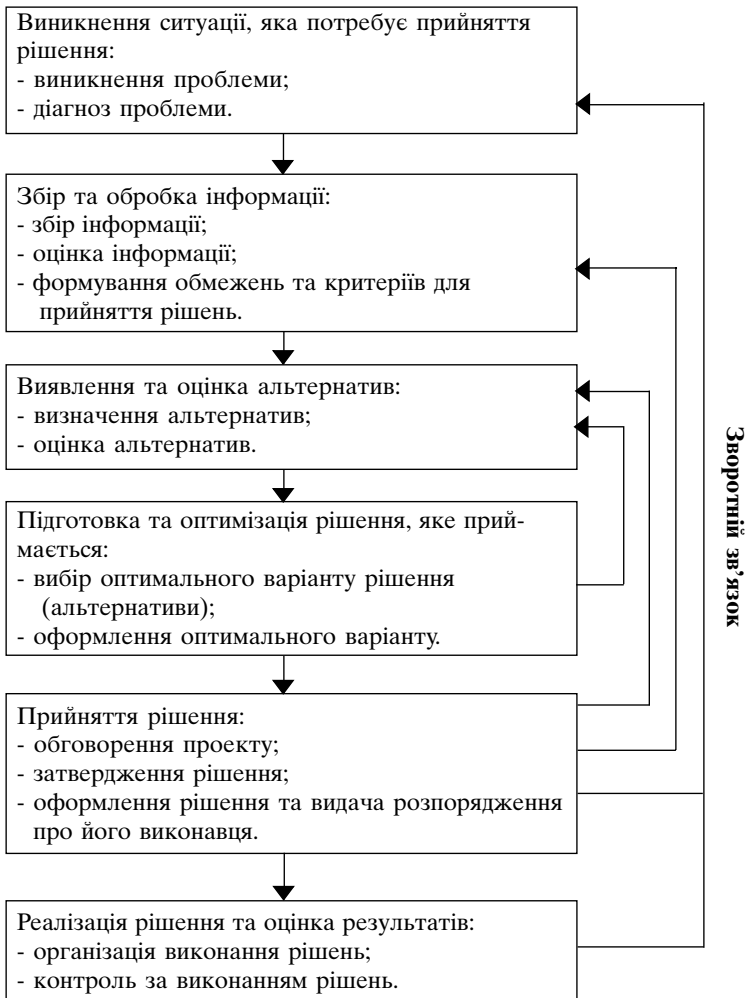 Виникнення ситуації, яка потребує прийняття
рішення:
- виникнення проблеми;
- діагноз проблеми.
Збір та обробка інформації:
- збір інформації;
- оцінка інформації;
- формування обмежень та критеріїв для
прийняття рішень.
Виявлення та оцінка альтернатив:
- визначення альтернатив;
- оцінка альтернатив.
Підготовка та оптимізація рішення, яке прий-
мається:
- вибір оптимального варіанту рішення
(альтернативи);
- оформлення оптимального варіанту.
Прийняття рішення:
- обговорення проекту;
- затвердження рішення;
- оформлення рішення та видача розпорядження
про його виконавця.
Реалізація рішення та оцінка результатів:
- організація виконання рішень;
- контроль за виконанням рішень.
Зворотній зв’язок